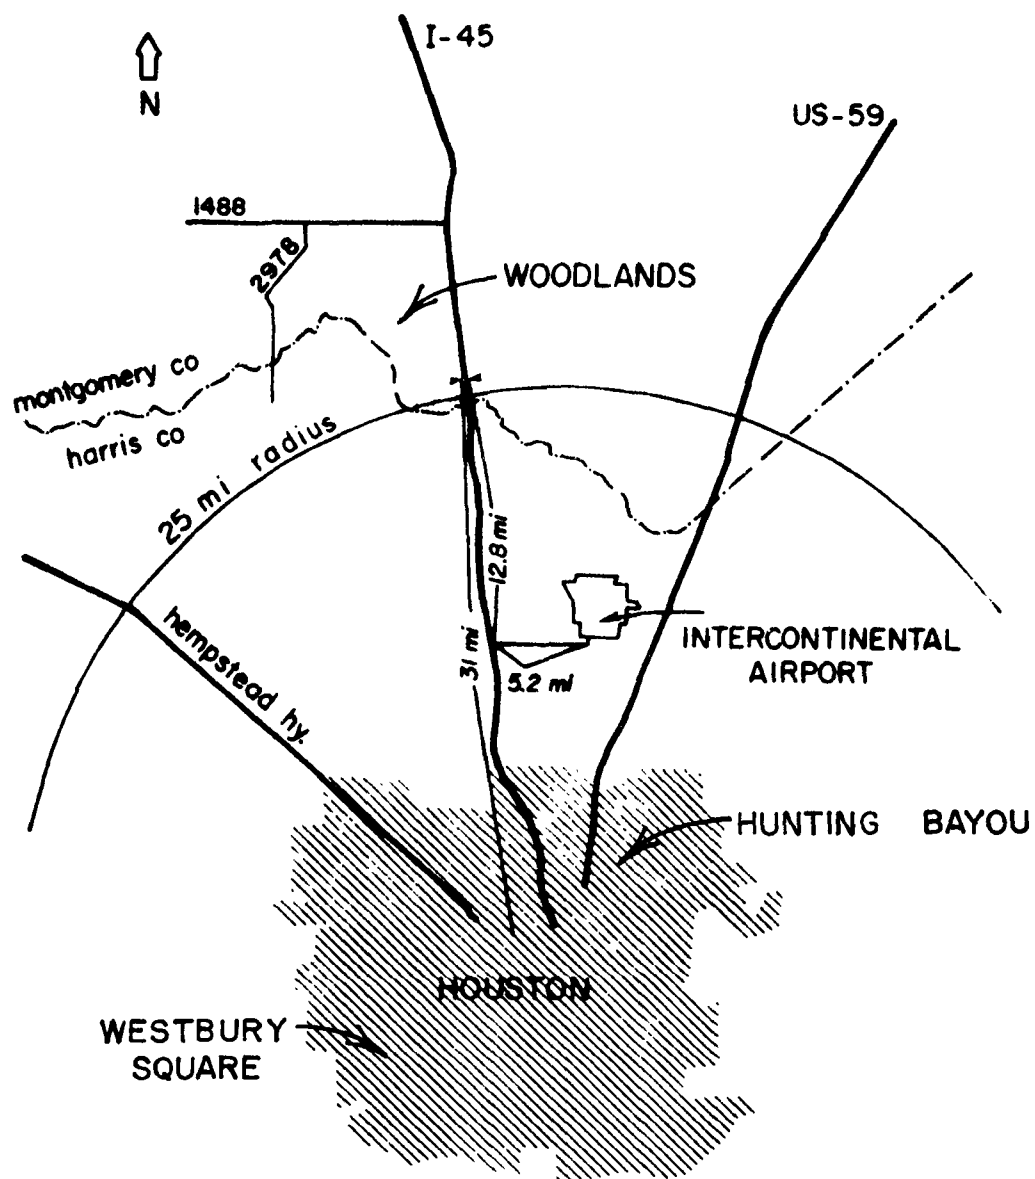 I-45
N
US-59
1488
2978
WOODLANDS
montgomery co
harris co
25 mi radius
12.8 mi
hempstead hy.
31 mi
5.2 mi
INTERCONTINENTAL
AIRPORT
HUNTING BAYOU
HOUSTON
WESTBURY
SQUARE